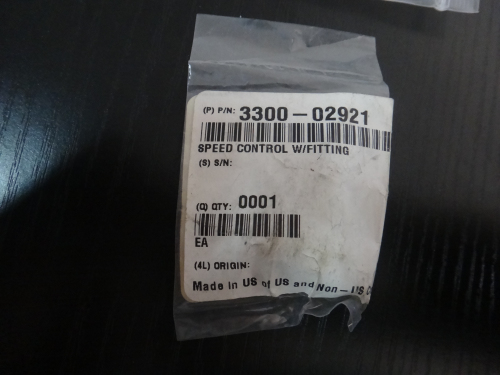 (P) P/N: 3300-02921
SPEED CONTROL W/FITTING
(S) S/N:
(Q) QTY: 0001
EA
(4L) ORIGIN:
Made in US of US and Non-US